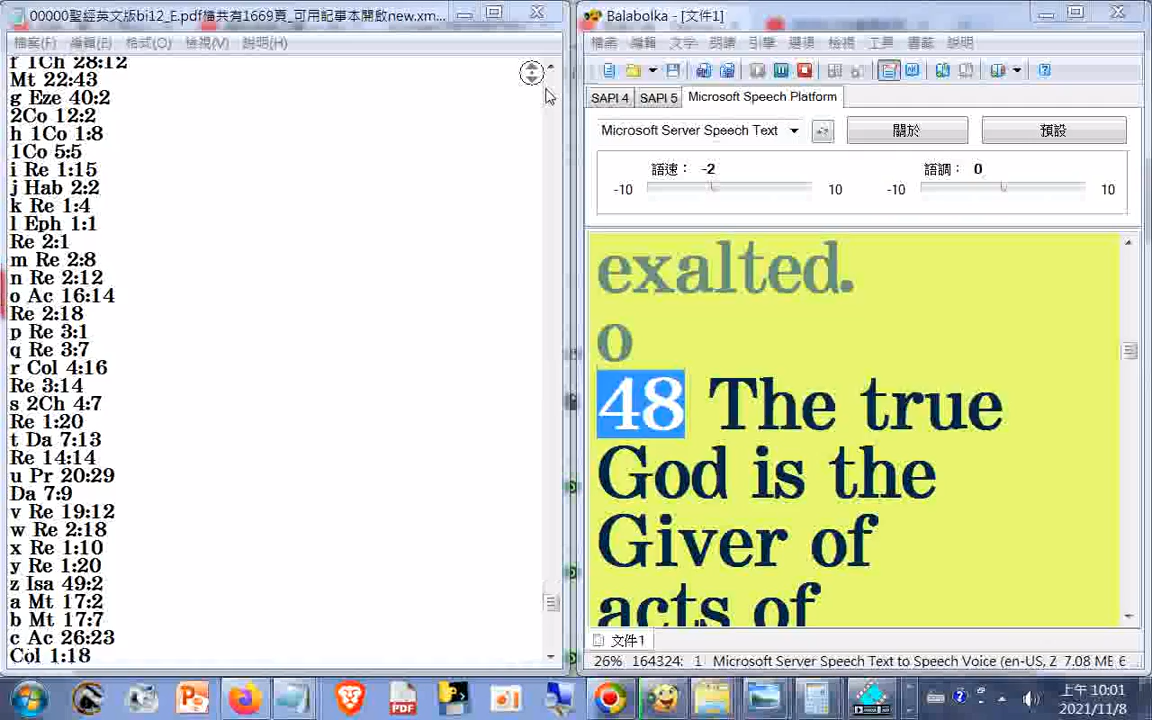 00000聖經英文版bi12_E.pdf檔共有1669頁_可用記事本開啟new.xm...
檔案(F) 編輯(E) 格式(O) 檢視(V) 說明(H)
r 1Ch 28:12
Mt 22:43
g Eze 40:2
2Co 12:2
h 1Co 1:8
1Co 5:5
i Re 1:15
j Hab 2:2
k Re 1:4
l Eph 1:1
Re 2:1
m Re 2:8
n Re 2:12
o Ac 16:14
Re 2:18
p Re 3:1
q Re 3:7
r Col 4:16
Re 3:14
s 2Ch 4:7
Re 1:20
t Da 7:13
Re 14:14
u Pr 20:29
Da 7:9
v Re 19:12
w Re 2:18
x Re 1:10
y Re 1:20
z Isa 49:2
a Mt 17:2
b Mt 17:7
c Ac 26:23
Col 1:18
Balabolka - [文件1]
檔案 編輯 文字 朗讀 引擎 選項 檢視 工具 書籤 說明
SAPI 4 SAPI 5 Microsoft Speech Platform
Microsoft Server Speech Text 關於 預設
語速： -2 語調： 0
-10 10 -10 10
exalted.
o
48 The true
God is the
Giver of
acts of
文件1
26% 164324: 1 Microsoft Server Speech Text to Speech Voice (en-US, Z 7.08 MB 6
PDF
上午 10:01
2021/11/8